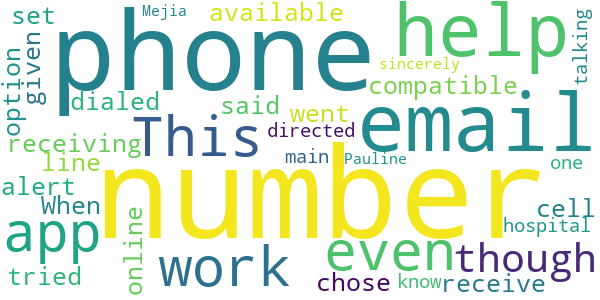 set
Mejia
available
help
talking
phone
sincerely
option
given
compatible
dialed
said
went
email
receiving
This
directed
line
main
Pauline
even
one
alert
When
number
cell
app
online
work
though
hospital
tried
chose
know
receive